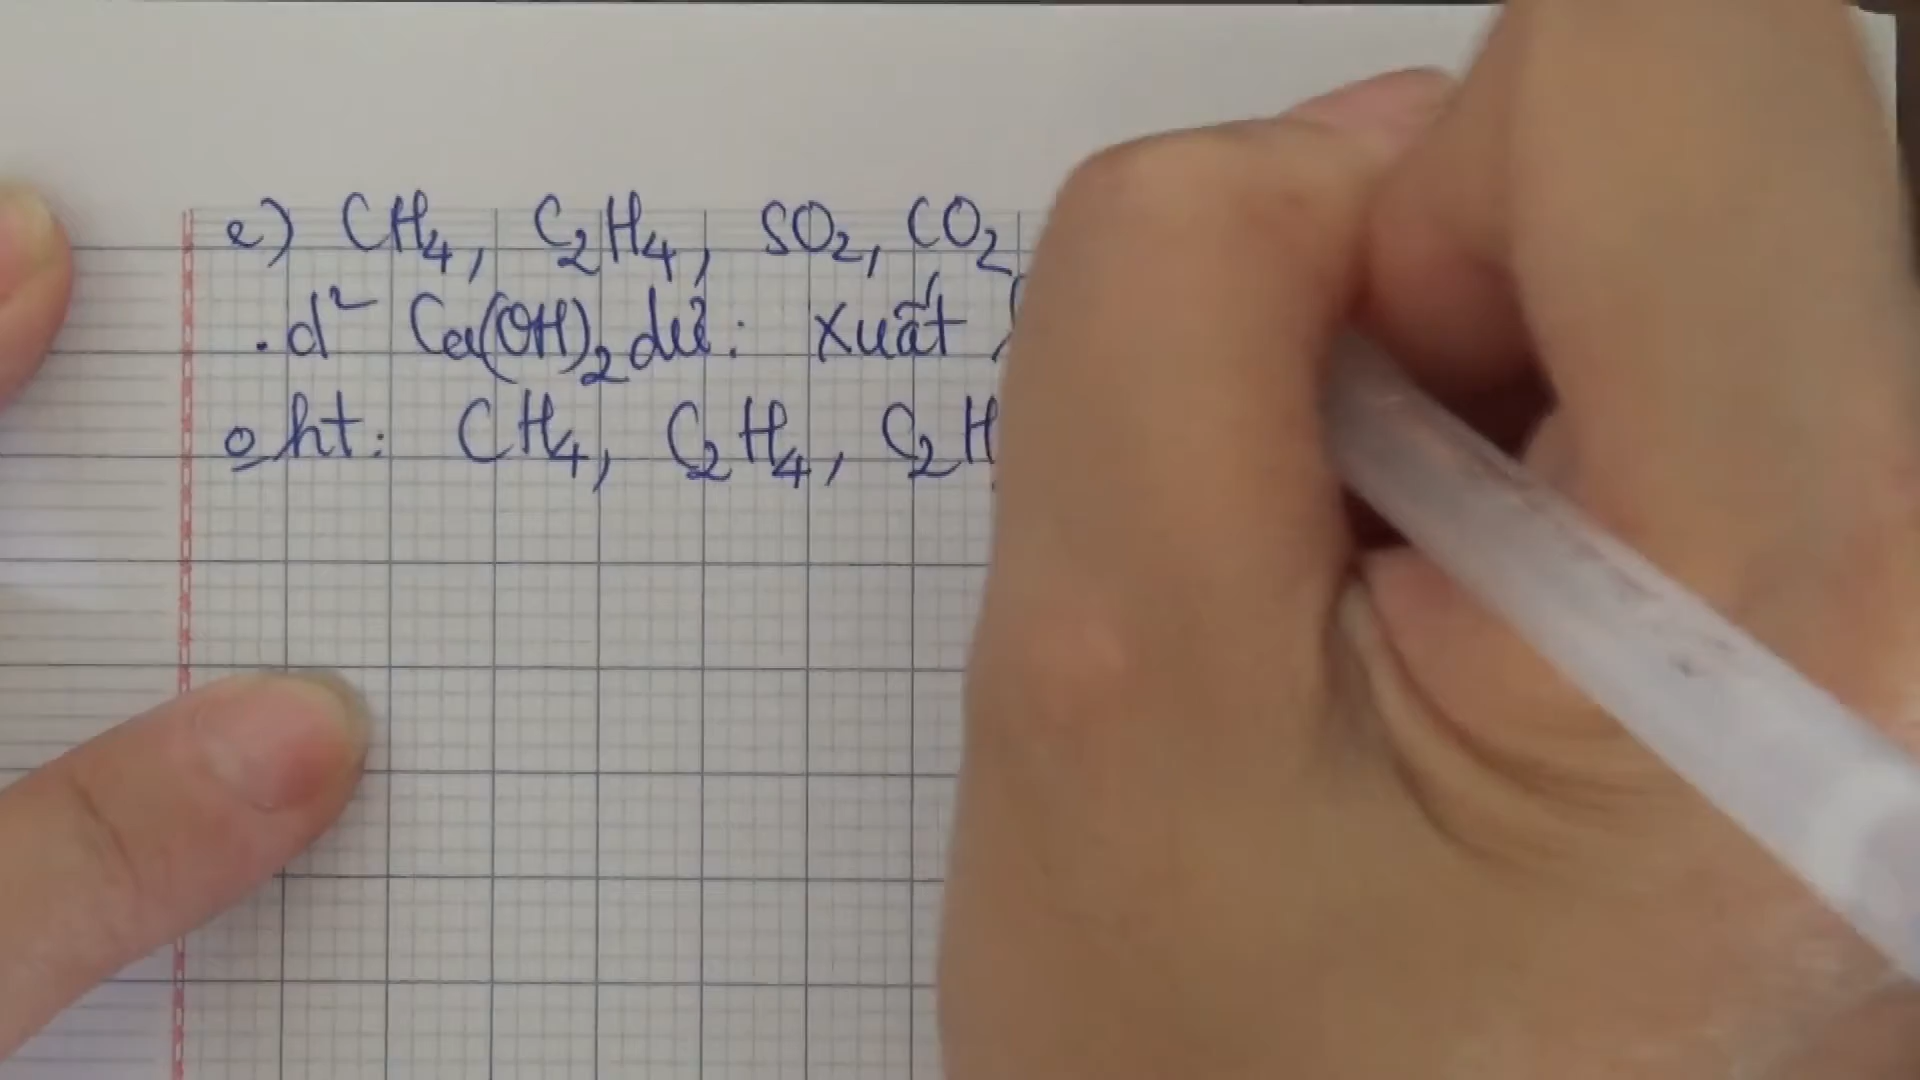 e) CH₄, C₂H₄, SO₂, CO₂
. d² Ca(OH)₂ dư: xuất
o ht: CH₄, C₂H₄, C₂H